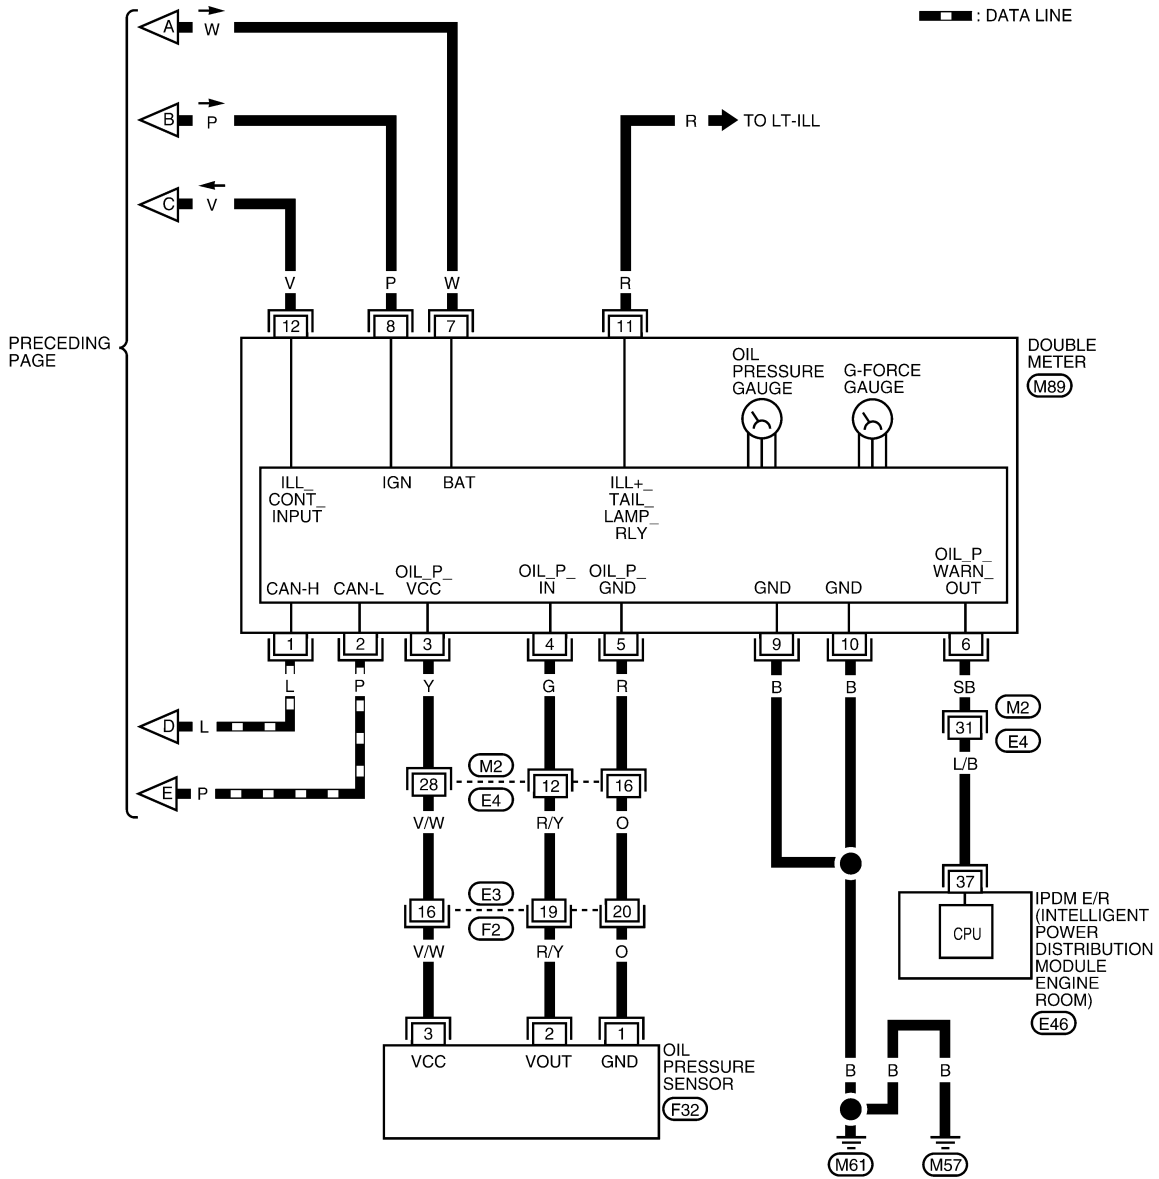 : DATA LINE
A W
B P
TO LT-ILL
R
C V
V P W R
12 8 7 11
PRECEDING
PAGE
DOUBLE
METER
M89
OIL
PRESSURE
GAUGE
G-FORCE
GAUGE
ILL_
CONT_
INPUT
IGN
BAT
ILL+_
TAIL_
LAMP_
RLY
CAN-H
CAN-L
OIL_P_
VCC
OIL_P_
IN
OIL_P_
GND
GND
GND
OIL_P_
WARN_
OUT
1 2 3 4 5 9 10 6
L P Y G R B B SB
D L
M2
31
E4
L/B
E P
M2
28 12 16
E4
V/W R/Y O
E3
16 19 20
F2
V/W R/Y O
37
CPU
IPDM E/R
(INTELLIGENT
POWER
DISTRIBUTION
MODULE
ENGINE
ROOM)
E46
3 2 1
VCC VOUT GND
OIL
PRESSURE
SENSOR
F32
B B B
M61 M57